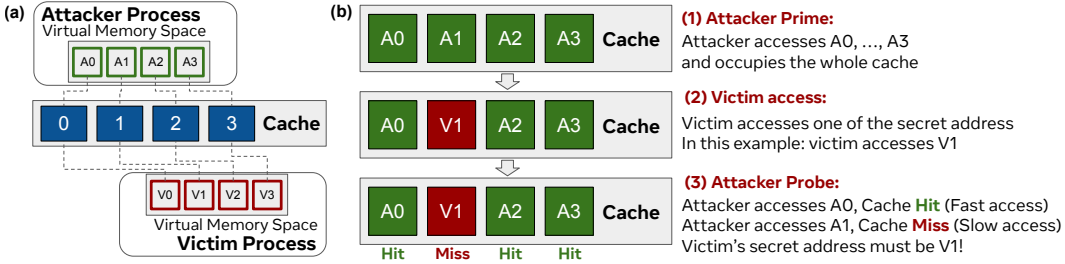 (a)
Attacker Process
Virtual Memory Space
A0 A1 A2 A3
0 1 2 3 Cache
V0 V1 V2 V3
Virtual Memory Space
Victim Process
(b)
A0 A1 A2 A3 Cache
A0 V1 A2 A3 Cache
A0 V1 A2 A3 Cache
Hit Miss Hit Hit
(1) Attacker Prime:
Attacker accesses A0, ..., A3
and occupies the whole cache
(2) Victim access:
Victim accesses one of the secret address
In this example: victim accesses V1
(3) Attacker Probe:
Attacker accesses A0, Cache Hit (Fast access)
Attacker accesses A1, Cache Miss (Slow access)
Victim's secret address must be V1!